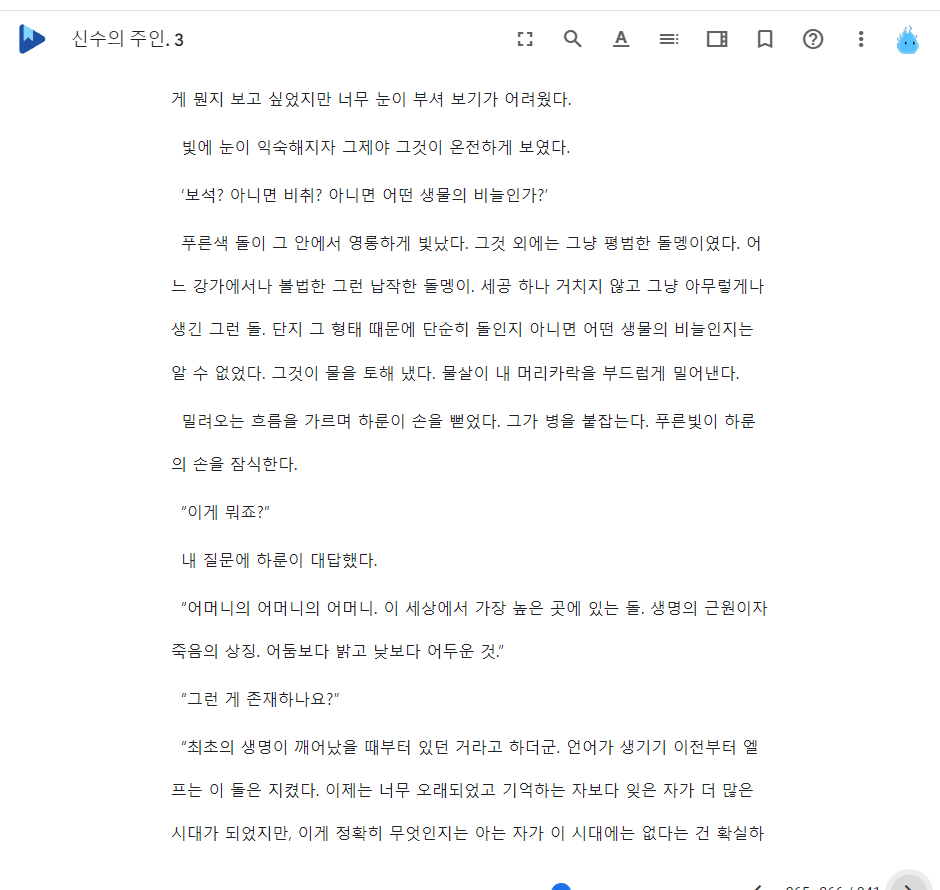 신수의 주인. 3
게 뭔지 보고 싶었지만 너무 눈이 부셔 보기가 어려웠다.
빛에 눈이 익숙해지자 그제야 그것이 온전하게 보였다.
'보석? 아니면 비취? 아니면 어떤 생물의 비늘인가?'
푸른색 돌이 그 안에서 영롱하게 빛났다. 그것 외에는 그냥 평범한 돌멩이였다. 어
느 강가에서나 볼법한 그런 납작한 돌멩이. 세공 하나 거치지 않고 그냥 아무렇게나
생긴 그런 돌. 단지 그 형태 때문에 단순히 돌인지 아니면 어떤 생물의 비늘인지는
알 수 없었다. 그것이 물을 토해 냈다. 물살이 내 머리카락을 부드럽게 밀어낸다.
밀려오는 흐름을 가르며 하룬이 손을 뻗었다. 그가 병을 붙잡는다. 푸른빛이 하룬
의 손을 잠식한다.
"이게 뭐죠?"
내 질문에 하룬이 대답했다.
"어머니의 어머니의 어머니. 이 세상에서 가장 높은 곳에 있는 돌. 생명의 근원이자
죽음의 상징. 어둠보다 밝고 낮보다 어두운 것."
"그런 게 존재하나요?"
"최초의 생명이 깨어났을 때부터 있던 거라고 하더군. 언어가 생기기 이전부터 엘
프는 이 돌은 지켰다. 이제는 너무 오래되었고 기억하는 자보다 잊은 자가 더 많은
시대가 되었지만, 이게 정확히 무엇인지는 아는 자가 이 시대에는 없다는 건 확실하